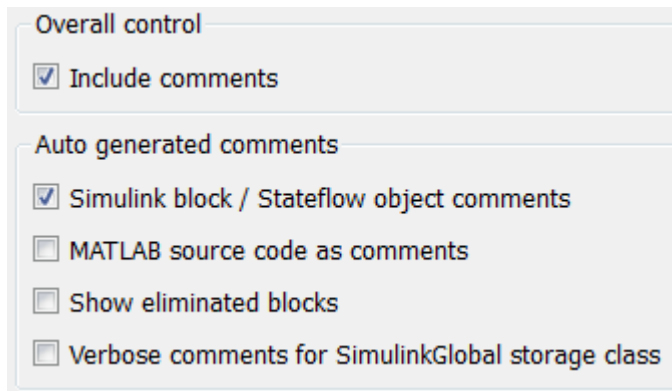 Overall control
Include comments
Auto generated comments
Simulink block / Stateflow object comments
MATLAB source code as comments
Show eliminated blocks
Verbose comments for SimulinkGlobal storage class